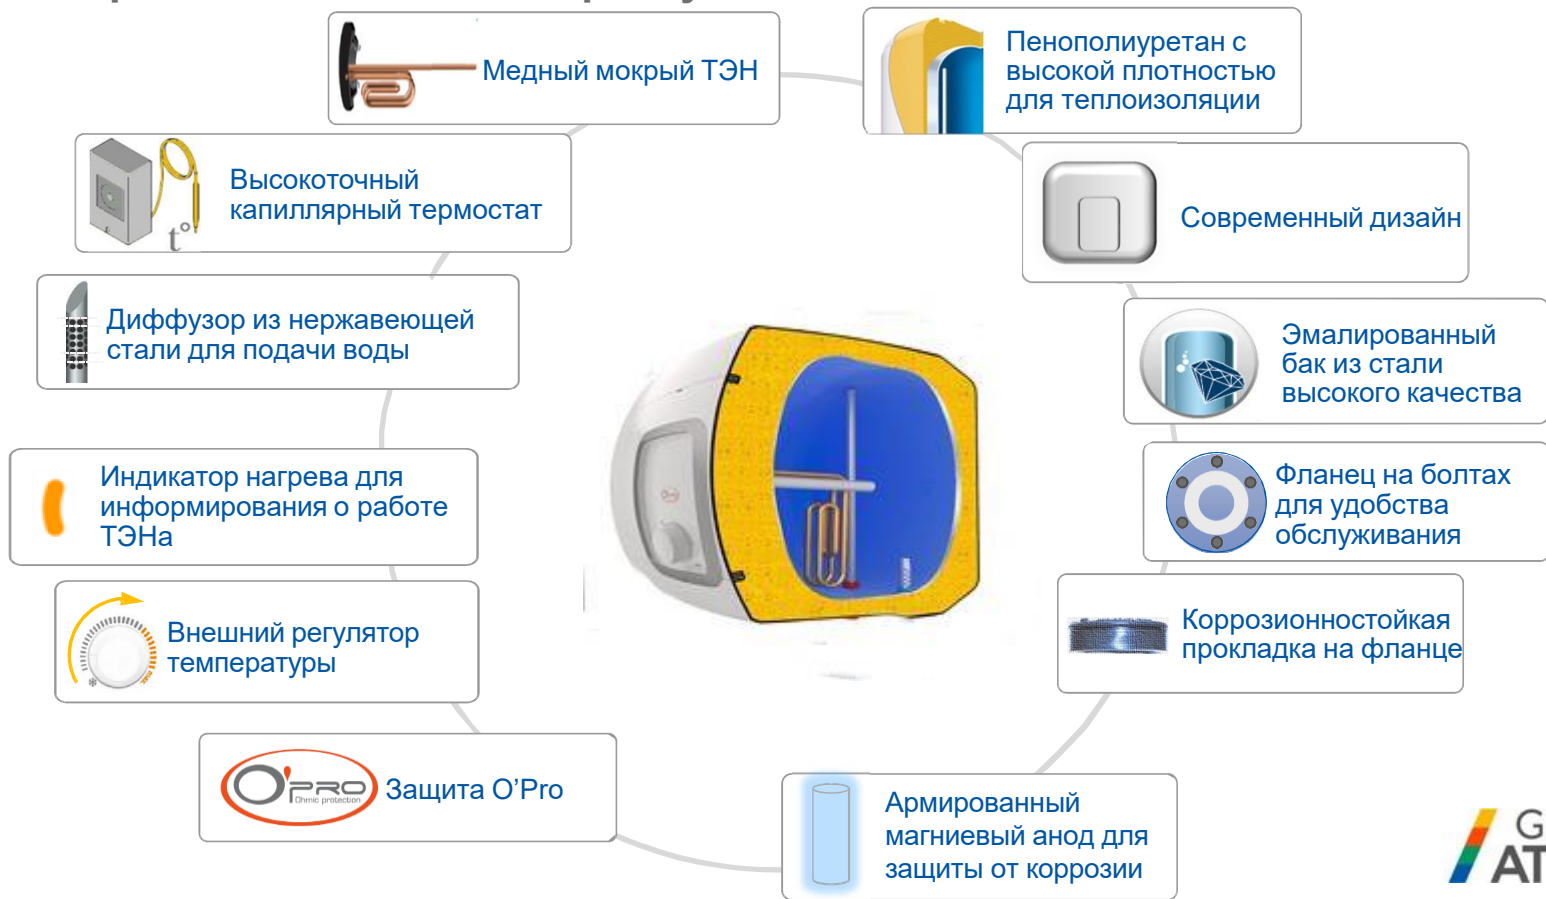 Медный мокрый ТЭН
Пенополиуретан с
высокой плотностью
для теплоизоляции
Высокоточный
капиллярный термостат
t°
Современный дизайн
Диффузор из нержавеющей
стали для подачи воды
Эмалированный
бак из стали
высокого качества
Индикатор нагрева для
информирования о работе
ТЭНа
Фланец на болтах
для удобства
обслуживания
Внешний регулятор
температуры
max.
Коррозионностойкая
прокладка на фланце
O'PRO
Ohmic protection
Защита O’Pro
Армированный
магниевый анод для
защиты от коррозии
G
AT